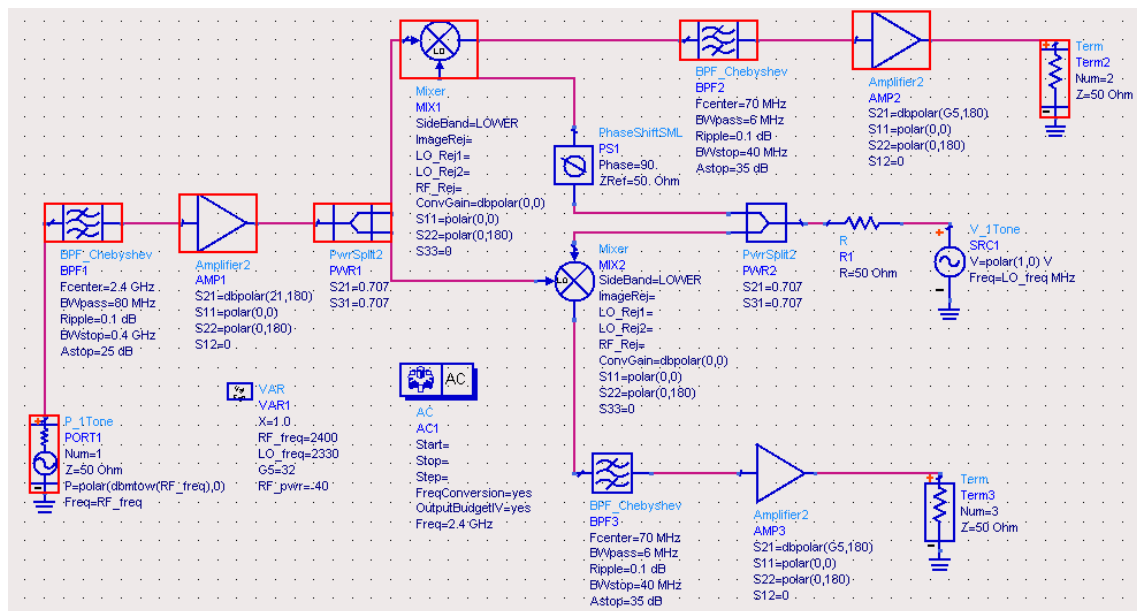 Mixer
MIX1
SideBand=LOWER
ImageRej=
LO_Rej1=
LO_Rej2=
RF_Rej=
ConvGain=dbpolar(0,0)
S11=polar(0,0)
S22=polar(0,180)
S33=0
LO
BPF_Chebyshev
BPF2
Fcenter=70 MHz
BWpass=6 MHz
Ripple=0.1 dB
BWstop=40 MHz
Astop=35 dB
Amplifier2
AMP2
S21=dbpolar(G5,180)
S11=polar(0,0)
S22=polar(0,180)
S12=0
Term
Term2
Num=2
Z=50 Ohm
PhaseShiftSML
PS1
Phase=90.
ZRef=50. Ohm
BPF_Chebyshev
BPF1
Fcenter=2.4 GHz
BWpass=80 MHz
Ripple=0.1 dB
BWstop=0.4 GHz
Astop=25 dB
Amplifier2
AMP1
S21=dbpolar(21,180)
S11=polar(0,0)
S22=polar(0,180)
S12=0
PwrSplit2
PWR1
S21=0.707
S31=0.707
Mixer
MIX2
SideBand=LOWER
ImageRej=
LO_Rej1=
LO_Rej2=
RF_Rej=
ConvGain=dbpolar(0,0)
S11=polar(0,0)
S22=polar(0,180)
S33=0
LO
PwrSplit2
PWR2
S21=0.707
S31=0.707
R
R1
R=50 Ohm
V_1Tone
SRC1
V=polar(1,0) V
Freq=LO_freq MHz
P_1Tone
PORT1
Num=1
Z=50 Ohm
P=polar(dbmtow(RF_freq),0)
Freq=RF_freq
Var
Eqn
VAR
VAR1
X=1.0
RF_freq=2400
LO_freq=2330
G5=32
RF_pwr=-40
AC
AC
AC1
Start=
Stop=
Step=
FreqConversion=yes
OutputBudgetIV=yes
Freq=2.4 GHz
BPF_Chebyshev
BPF3
Fcenter=70 MHz
BWpass=6 MHz
Ripple=0.1 dB
BWstop=40 MHz
Astop=35 dB
Amplifier2
AMP3
S21=dbpolar(G5,180)
S11=polar(0,0)
S22=polar(0,180)
S12=0
Term
Term3
Num=3
Z=50 Ohm